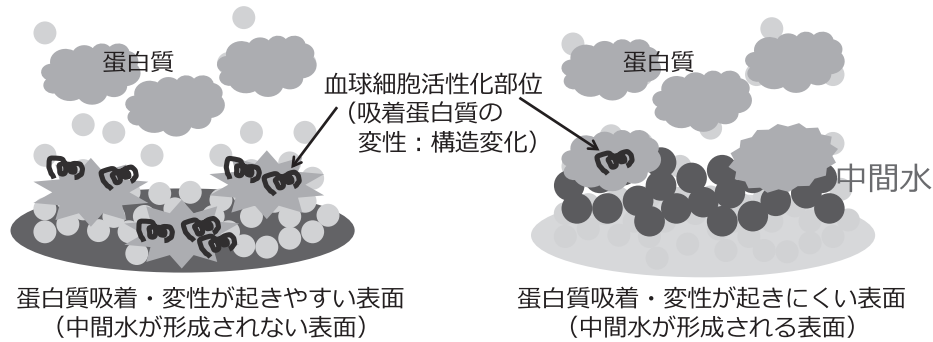 蛋白質
蛋白質
血球細胞活性化部位
（吸着蛋白質の
変性：構造変化）
中間水
蛋白質吸着・変性が起きやすい表面
（中間水が形成されない表面）
蛋白質吸着・変性が起きにくい表面
（中間水が形成される表面）